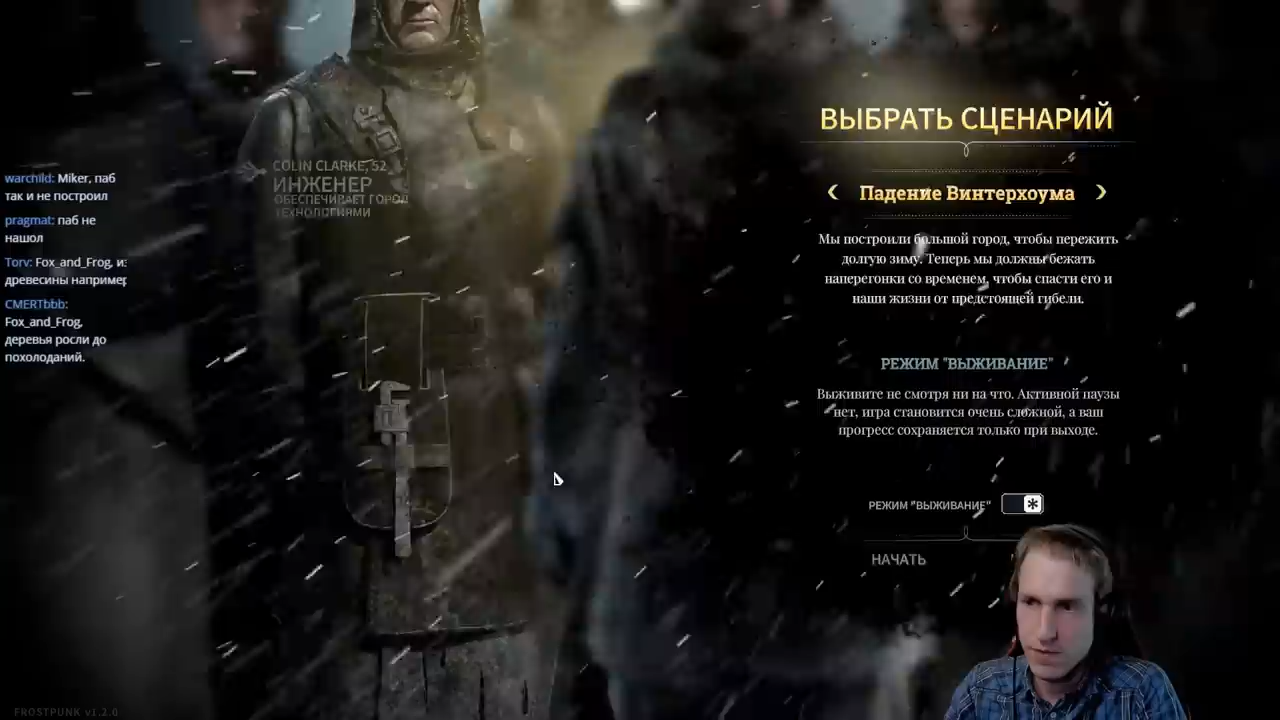 ВЫБРАТЬ СЦЕНАРИЙ
Падение Винтерхоума
Мы построили большой город, чтобы пережить
долгую зиму. Теперь мы должны бежать
наперегонки со временем, чтобы спасти его и
наши жизни от предстоящей гибели.
РЕЖИМ "ВЫЖИВАНИЕ"
Выживите не смотря ни на что. Активной паузы
нет, игра становится очень сложной, а ваш
прогресс сохраняется только при выходе.
РЕЖИМ "ВЫЖИВАНИЕ"
НАЧАТЬ
COLIN CLARKE, 52
ИНЖЕНЕР
ОБЕСПЕЧИВАЕТ ГОРОД
ТЕХНОЛОГИЯМИ
warchild: Miker, паб
так и не построил
pragmat: паб не
нашол
Torv: Fox_and_Frog, из
древесины например
CMERTbbb:
Fox_and_Frog,
деревья росли до
похолоданий.
FROSTPUNK v1.2.0